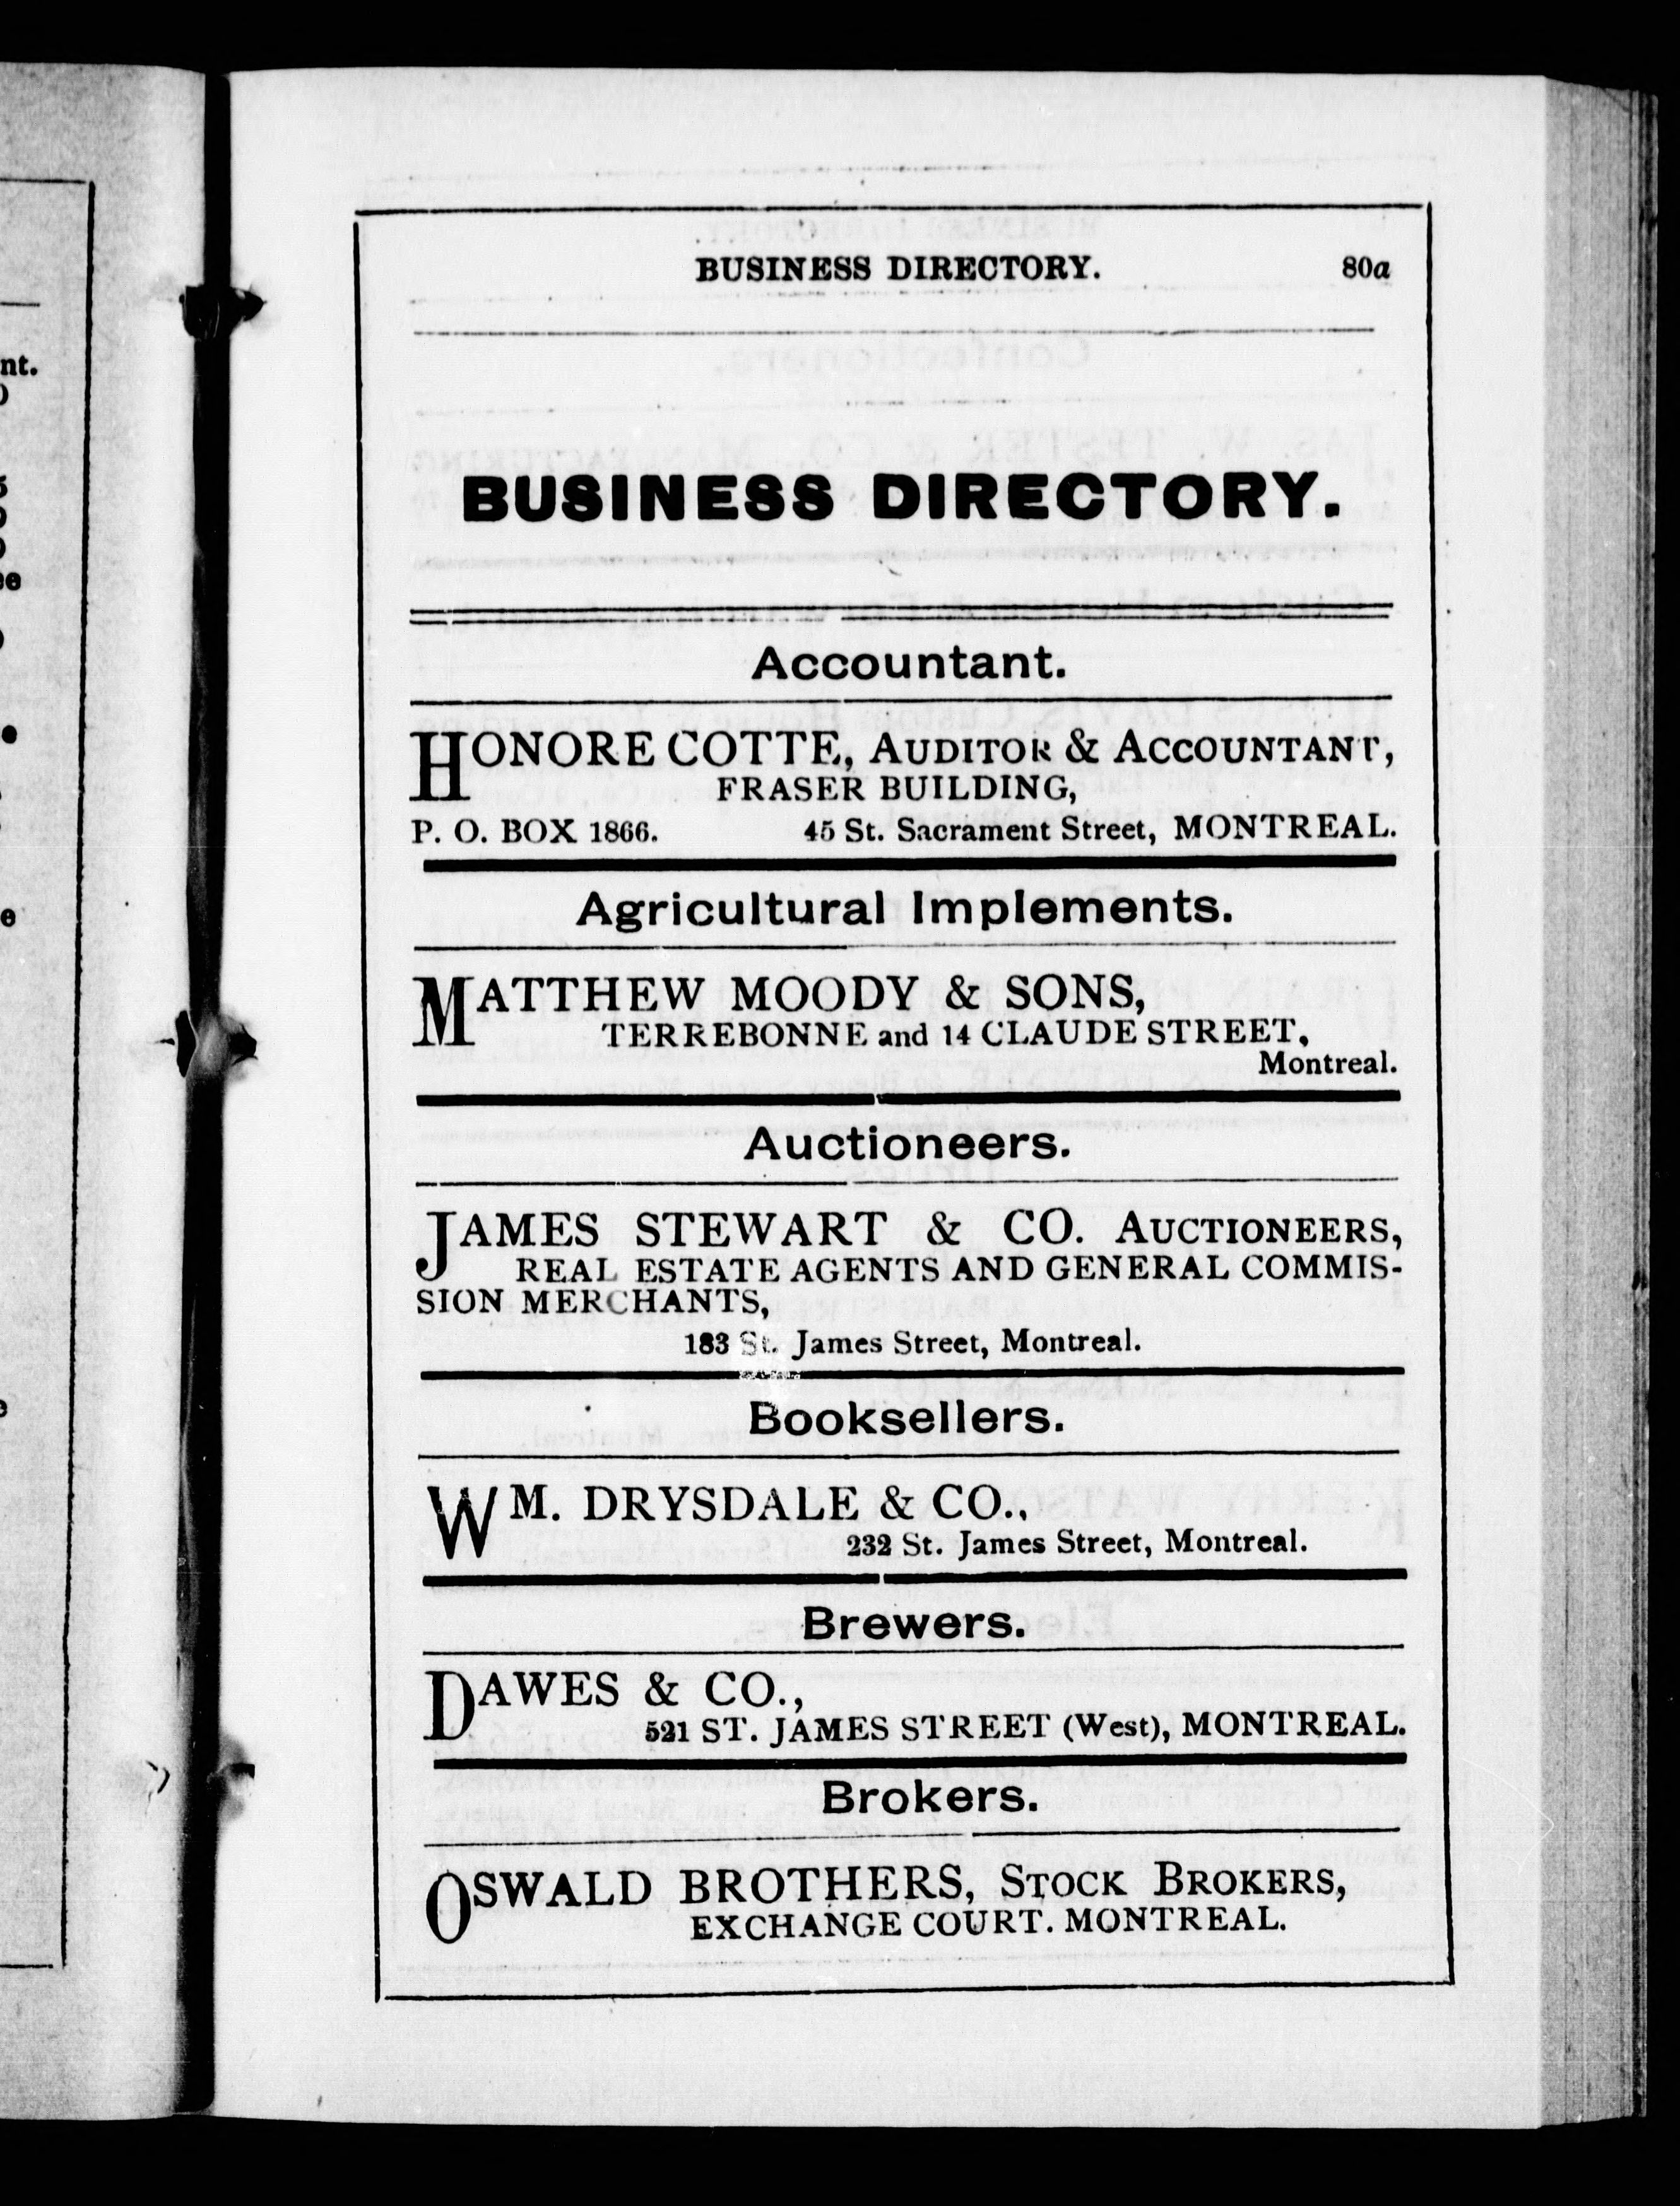 BUSINESS DIRECTORY. 80a
BUSINESS DIRECTORY.
Accountant.
HONORE COTTE, AUDITOR & ACCOUNTANT,
FRASER BUILDING,
P. O. BOX 1866. 45 St. Sacrament Street, MONTREAL.
Agricultural Implements.
MATTHEW MOODY & SONS,
TERREBONNE and 14 CLAUDE STREET,
Montreal.
Auctioneers.
JAMES STEWART & CO. AUCTIONEERS,
REAL ESTATE AGENTS AND GENERAL COMMIS-
SION MERCHANTS,
183 St. James Street, Montreal.
Booksellers.
WM. DRYSDALE & CO.,
232 St. James Street, Montreal.
Brewers.
DAWES & CO.,
521 ST. JAMES STREET (West), MONTREAL.
Brokers.
OSWALD BROTHERS, STOCK BROKERS,
EXCHANGE COURT. MONTREAL.